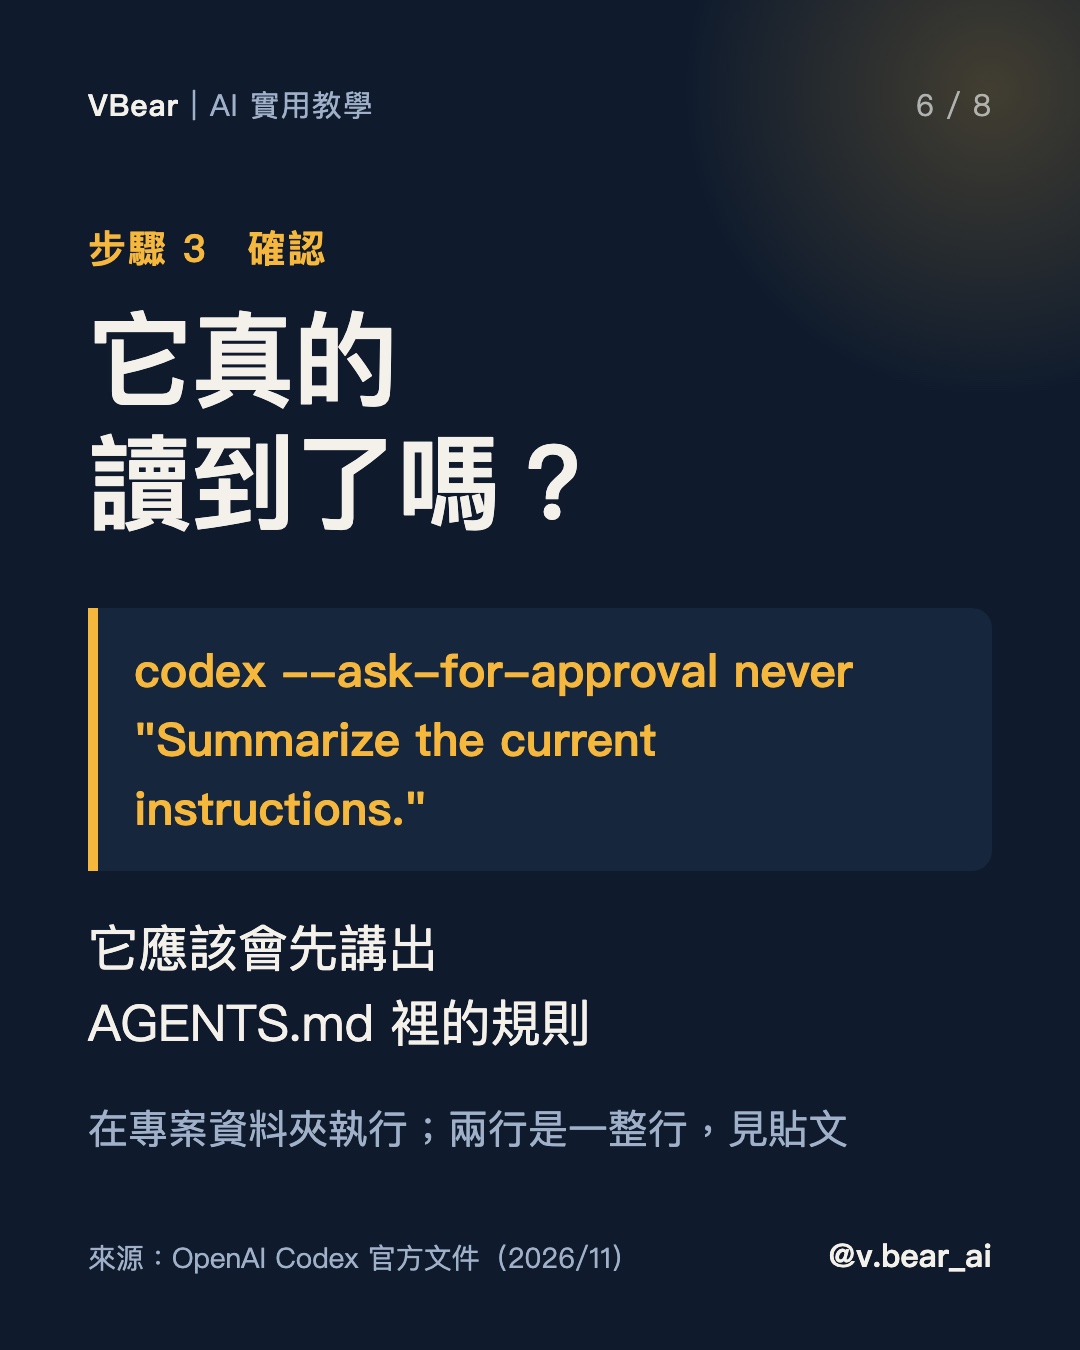 VBear | AI 實用教學
6 / 8
步驟 3　確認
它真的
讀到了嗎？
codex --ask-for-approval never
"Summarize the current
instructions."
它應該會先講出
AGENTS.md 裡的規則
在專案資料夾執行；兩行是一整行，見貼文
來源：OpenAI Codex 官方文件（2026/11）
@v.bear_ai